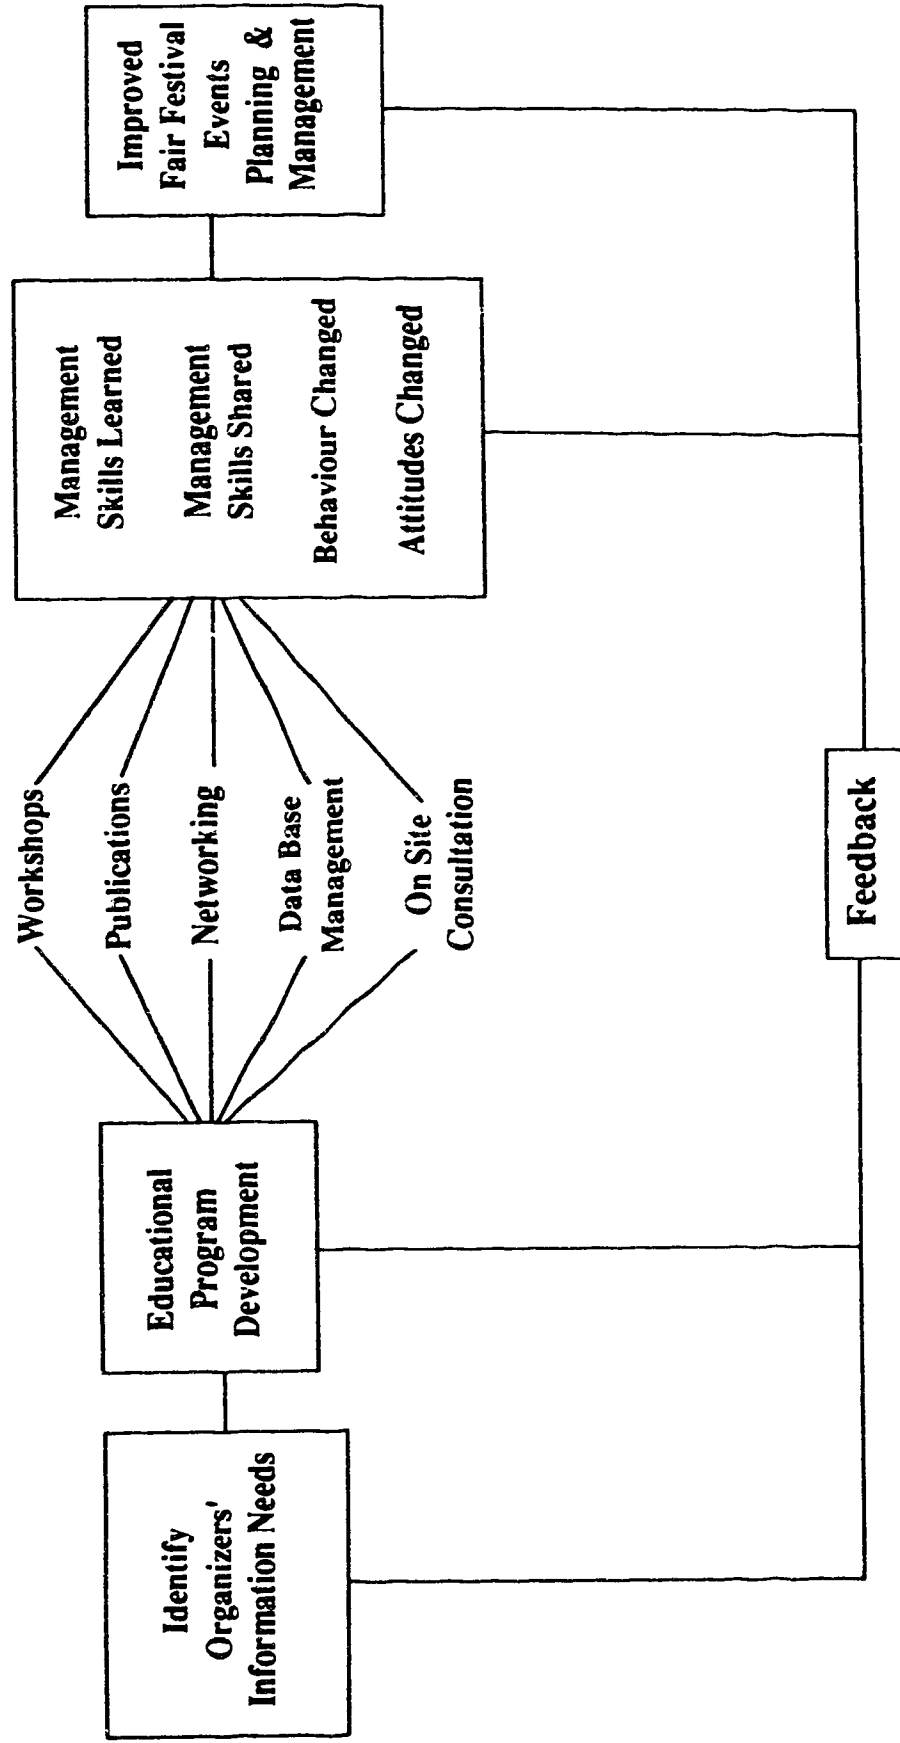 Identify
Organizers'
Information Needs
Educational
Program
Development
Workshops
Publications
Networking
Data Base
Management
On Site
Consultation
Management
Skills Learned
Management
Skills Shared
Behaviour Changed
Attitudes Changed
Improved
Fair Festival
Events
Planning &
Management
Feedback